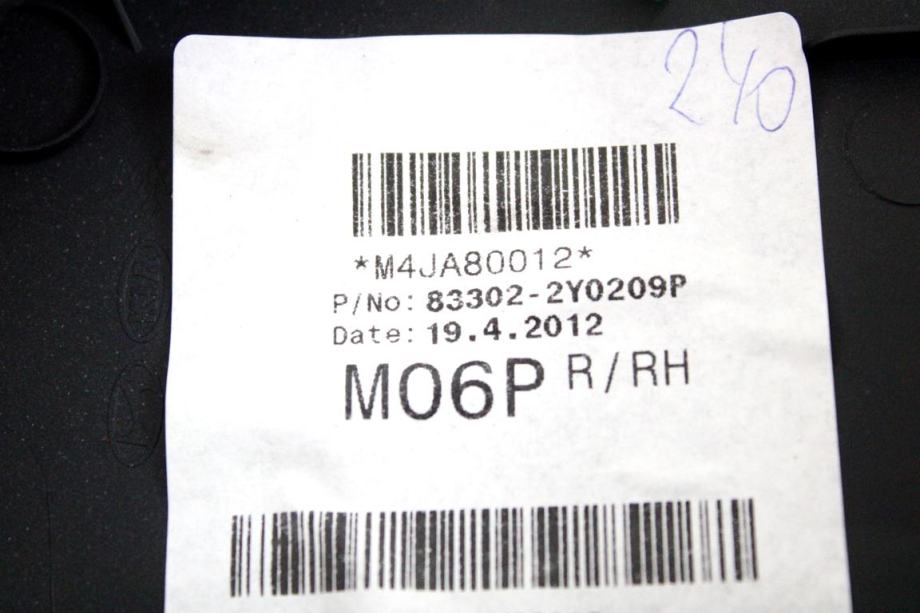 240
*M4JA80012*
P/No: 83302-2Y0209P
Date: 19.4.2012
M06P R/RH